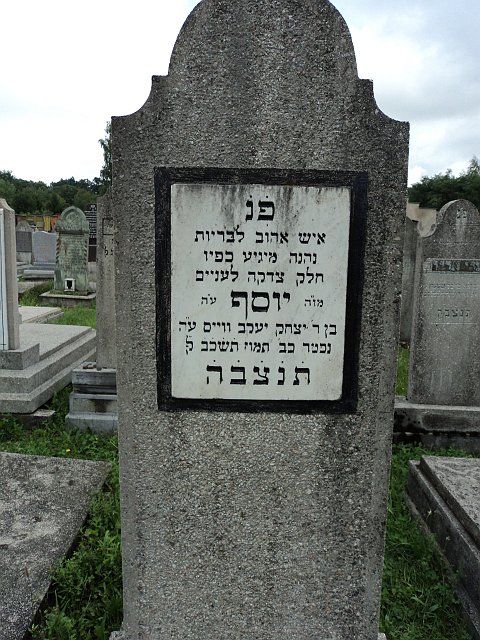 פנ
איש אהוב לבריות
נהנה מיגיע כפיו
חלק צדקה לעניים
מו"ה יוסף ע"ה
בן ר' יצחק יעקב ווייס ע"ה
נפטר כב תמוז תשכב לֹ
תֹנֹצֹבֹהֹ
תנצבה